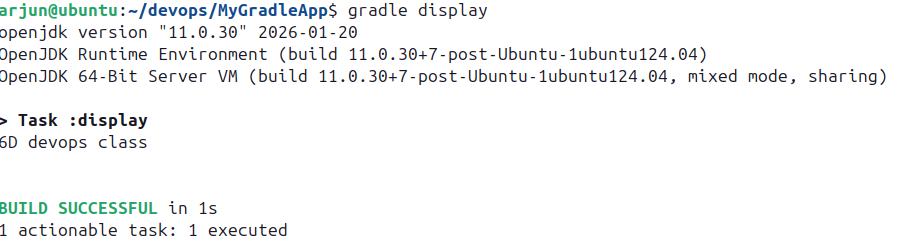 arjun@ubuntu:~/devops/MyGradleApp$ gradle display
openjdk version "11.0.30" 2026-01-20
OpenJDK Runtime Environment (build 11.0.30+7-post-Ubuntu-1ubuntu124.04)
OpenJDK 64-Bit Server VM (build 11.0.30+7-post-Ubuntu-1ubuntu124.04, mixed mode, sharing)
> Task :display
6D devops class
BUILD SUCCESSFUL in 1s
1 actionable task: 1 executed